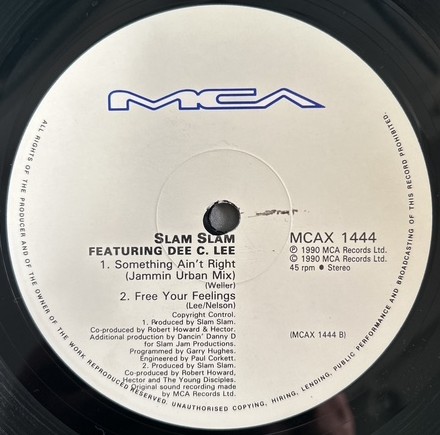 MCA
SLAM SLAM
FEATURING DEE C. LEE
1. Something Ain't Right
(Jammin Urban Mix)
(Weller)
2. Free Your Feelings
(Lee/Nelson)
Copyright Control.
1. Produced by Slam Slam.
Co-produced by Robert Howard & Hector.
Additional production by Dancin' Danny D
for Slam Jam Productions.
Programmed by Garry Hughes.
Engineered by Paul Corkett.
2. Produced by Slam Slam.
Co-produced by Robert Howard,
Hector and The Young Disciples.
Original sound recording made
by MCA Records Ltd.
MCAX 1444
℗ 1990 MCA Records Ltd.
© 1990 MCA Records Ltd.
45 rpm ● Stereo
(MCAX 1444 B)
ALL RIGHTS OF THE PRODUCER AND OF THE OWNER OF THE WORK REPRODUCED RESERVED. UNAUTHORISED COPYING, HIRING, LENDING, PUBLIC PERFORMANCE AND BROADCASTING OF THIS RECORD PROHIBITED.